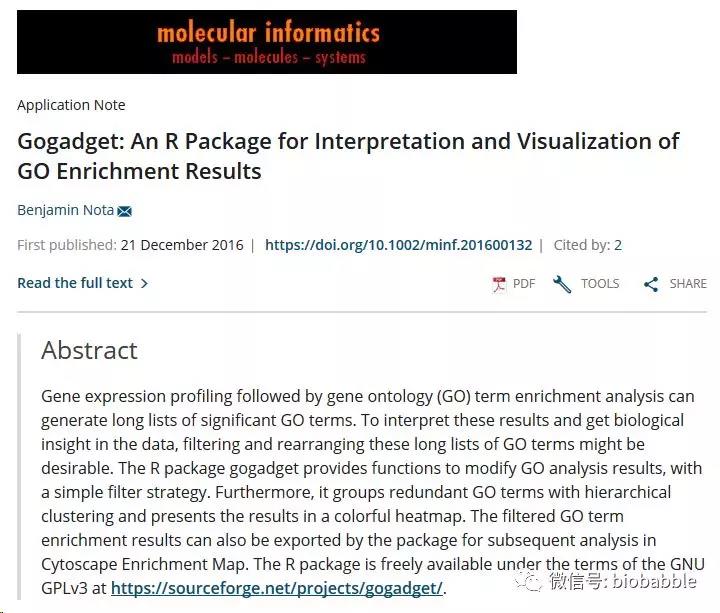 molecular informatics
models – molecules – systems
Application Note
Gogadget: An R Package for Interpretation and Visualization of
GO Enrichment Results
Benjamin Nota
First published: 21 December 2016 | https://doi.org/10.1002/minf.201600132 | Cited by: 2
Read the full text > PDF TOOLS SHARE
Abstract
Gene expression profiling followed by gene ontology (GO) term enrichment analysis can
generate long lists of significant GO terms. To interpret these results and get biological
insight in the data, filtering and rearranging these long lists of GO terms might be
desirable. The R package gogadget provides functions to modify GO analysis results, with
a simple filter strategy. Furthermore, it groups redundant GO terms with hierarchical
clustering and presents the results in a colorful heatmap. The filtered GO term
enrichment results can also be exported by the package for subsequent analysis in
Cytoscape Enrichment Map. The R package is freely available under the terms of the GNU
GPLv3 at https://sourceforge.net/projects/gogadget/.
微信号: biobabble